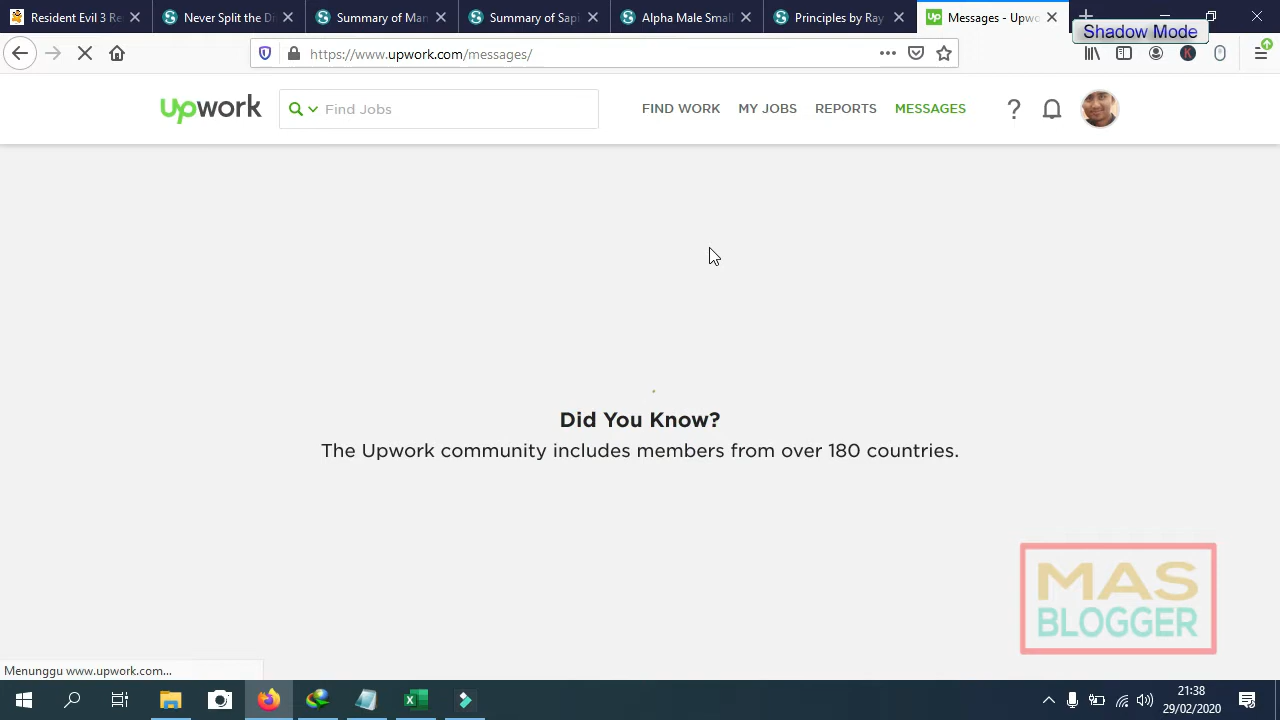 Resident Evil 3 Re
Never Split the Di
Summary of Man
Summary of Sapi
Alpha Male Small
Principles by Ray
Messages - Upwo
Shadow Mode
https://www.upwork.com/messages/
upwork
Find Jobs
FIND WORK
MY JOBS
REPORTS
MESSAGES
Did You Know?
The Upwork community includes members from over 180 countries.
MAS
BLOGGER
Menunggu www.upwork.com...
21:38
29/02/2020